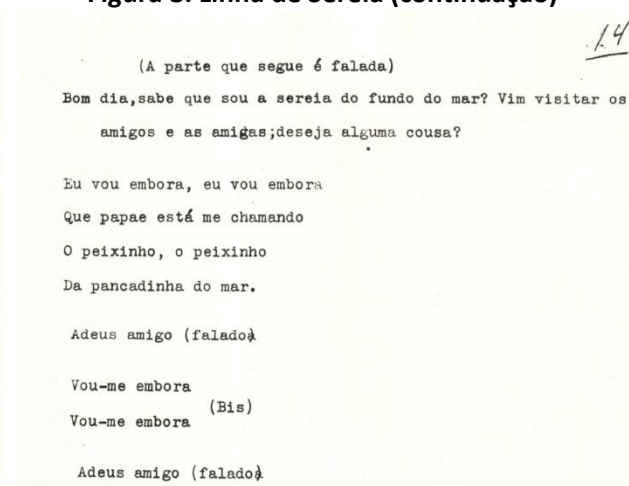 Figura 8: Linha de Sereia (continuação)
14
(A parte que segue é falada)
Bom dia,sabe que sou a sereia do fundo do mar? Vim visitar os
amigos e as amigas;deseja alguma cousa?
Eu vou embora, eu vou embora
Que papae está me chamando
O peixinho, o peixinho
Da pancadinha do mar.
Adeus amigo (falado)
Vou-me embora
(Bis)
Vou-me embora
Adeus amigo (falado)